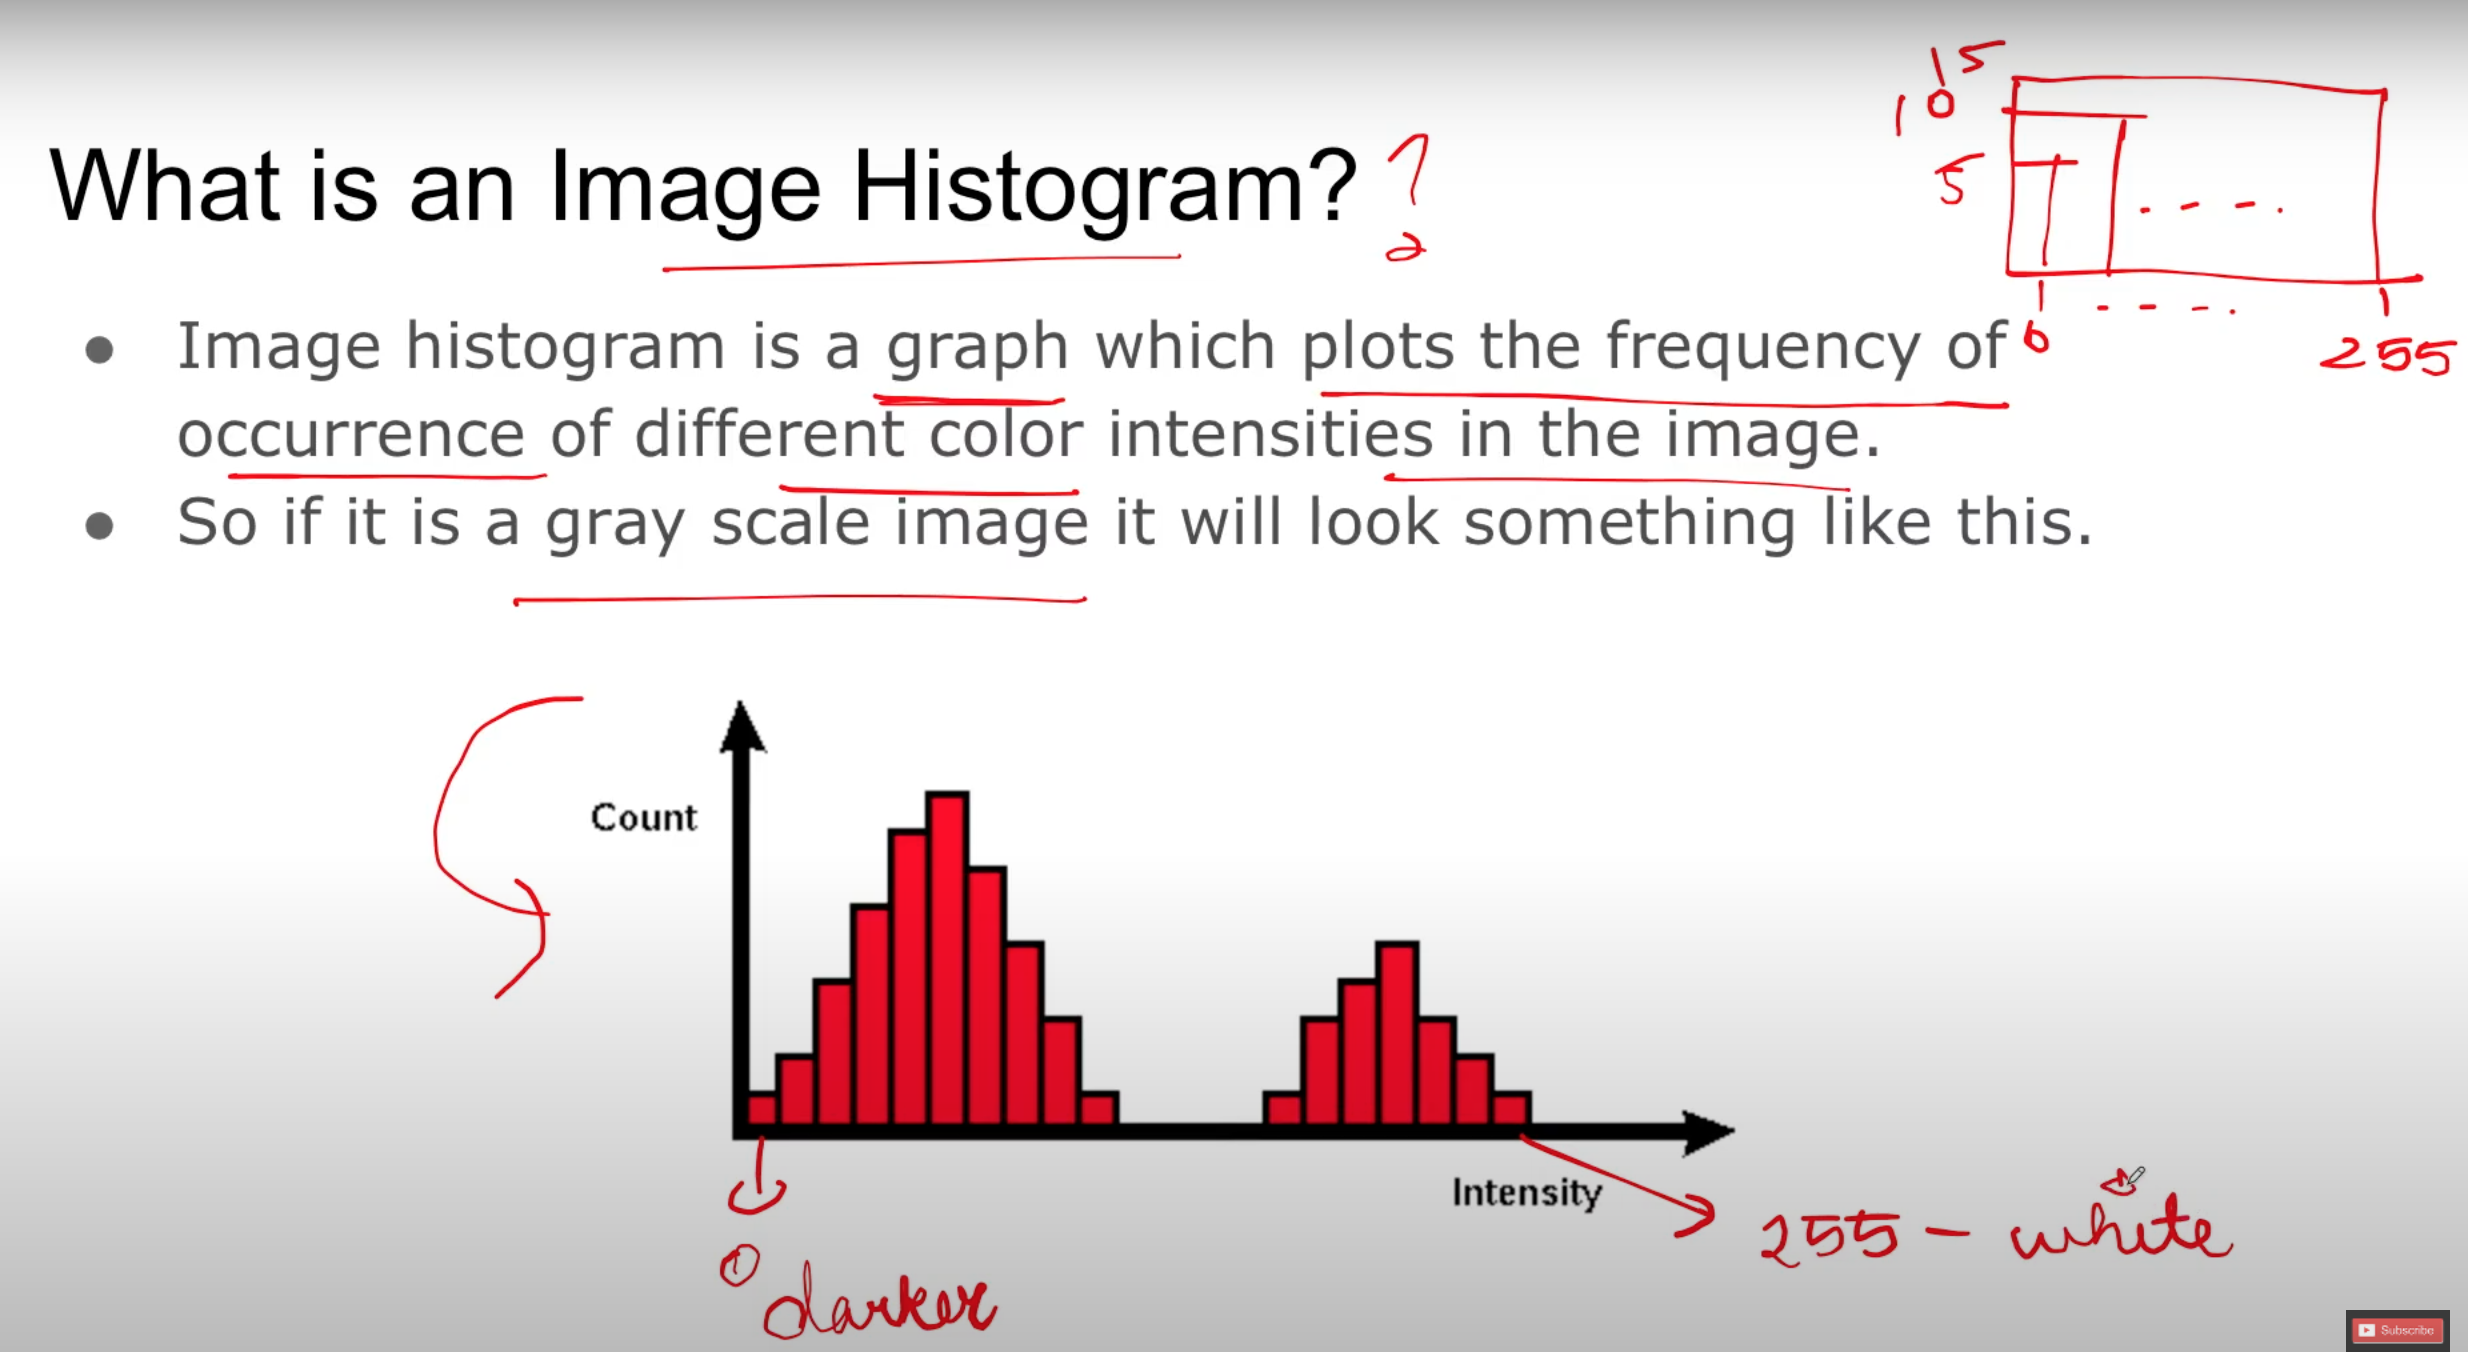 15
10
What is an Image Histogram? ?
5
Image histogram is a graph which plots the frequency of
0
255
occurrence of different color intensities in the image.
So if it is a gray scale image it will look something like this.
Count
Intensity
255 - white
darker
Subscribe